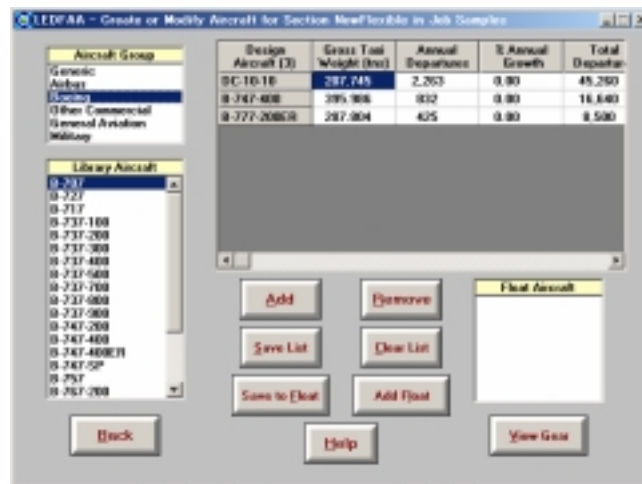 LEDFAA - Create or Modify Aircraft for Section NewFlexible in Job Samples
Aircraft Group
Generic
Airbus
Boeing
Other Commercial
General Aviation
Military
Library Aircraft
B-707
B-727
B-717
B-737-100
B-737-200
B-737-300
B-737-400
B-737-500
B-737-700
B-737-800
B-737-900
B-747-200
B-747-400
B-747-400ER
B-747-SP
B-757
B-767-200
Design Aircraft (3) Gross Taxi Weight (tns) Annual Departures % Annual Growth Total Departur
DC-10-10 207.745 2,263 0.00 45,260
B-747-400 395.986 832 0.00 16,640
B-777-200ER 287.804 425 0.00 8,500
Add
Remove
Save List
Clear List
Save to Float
Add Float
Float Aircraft
Back
Help
View Gear